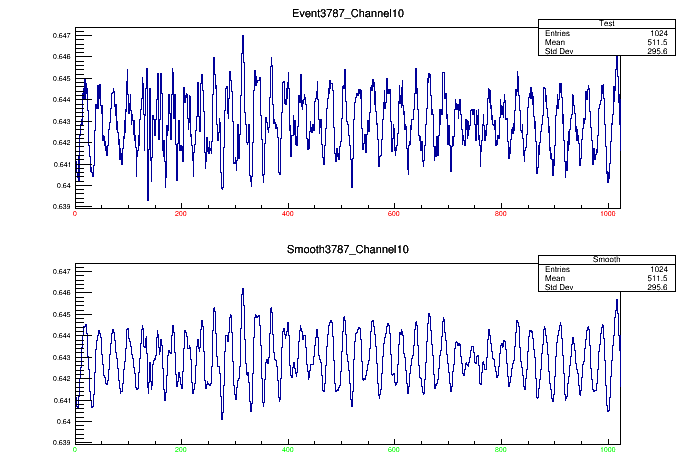 Event3787_Channel10
Test
Entries 1024
Mean 511.5
Std Dev 295.6
0.647
0.646
0.645
0.644
0.643
0.642
0.641
0.64
0.639
0 200 400 600 800 1000
Smooth3787_Channel10
Smooth
Entries 1024
Mean 511.5
Std Dev 295.6
0.647
0.646
0.645
0.644
0.643
0.642
0.641
0.64
0.639
0 200 400 600 800 1000